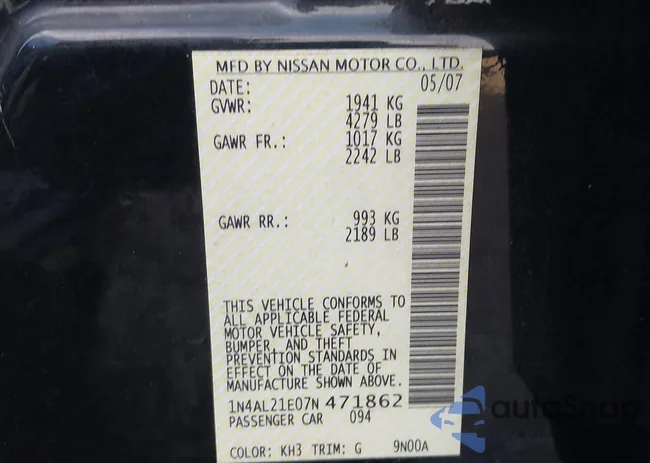 MFD BY NISSAN MOTOR CO., LTD.
DATE: 05/07
GVWR: 1941 KG
4279 LB
GAWR FR.: 1017 KG
2242 LB
GAWR RR.: 993 KG
2189 LB
THIS VEHICLE CONFORMS TO
ALL APPLICABLE FEDERAL
MOTOR VEHICLE SAFETY,
BUMPER, AND THEFT
PREVENTION STANDARDS IN
EFFECT ON THE DATE OF
MANUFACTURE SHOWN ABOVE.
1N4AL21E07N 471862
PASSENGER CAR 094
COLOR: KH3 TRIM: G 9N00A
autoSnap